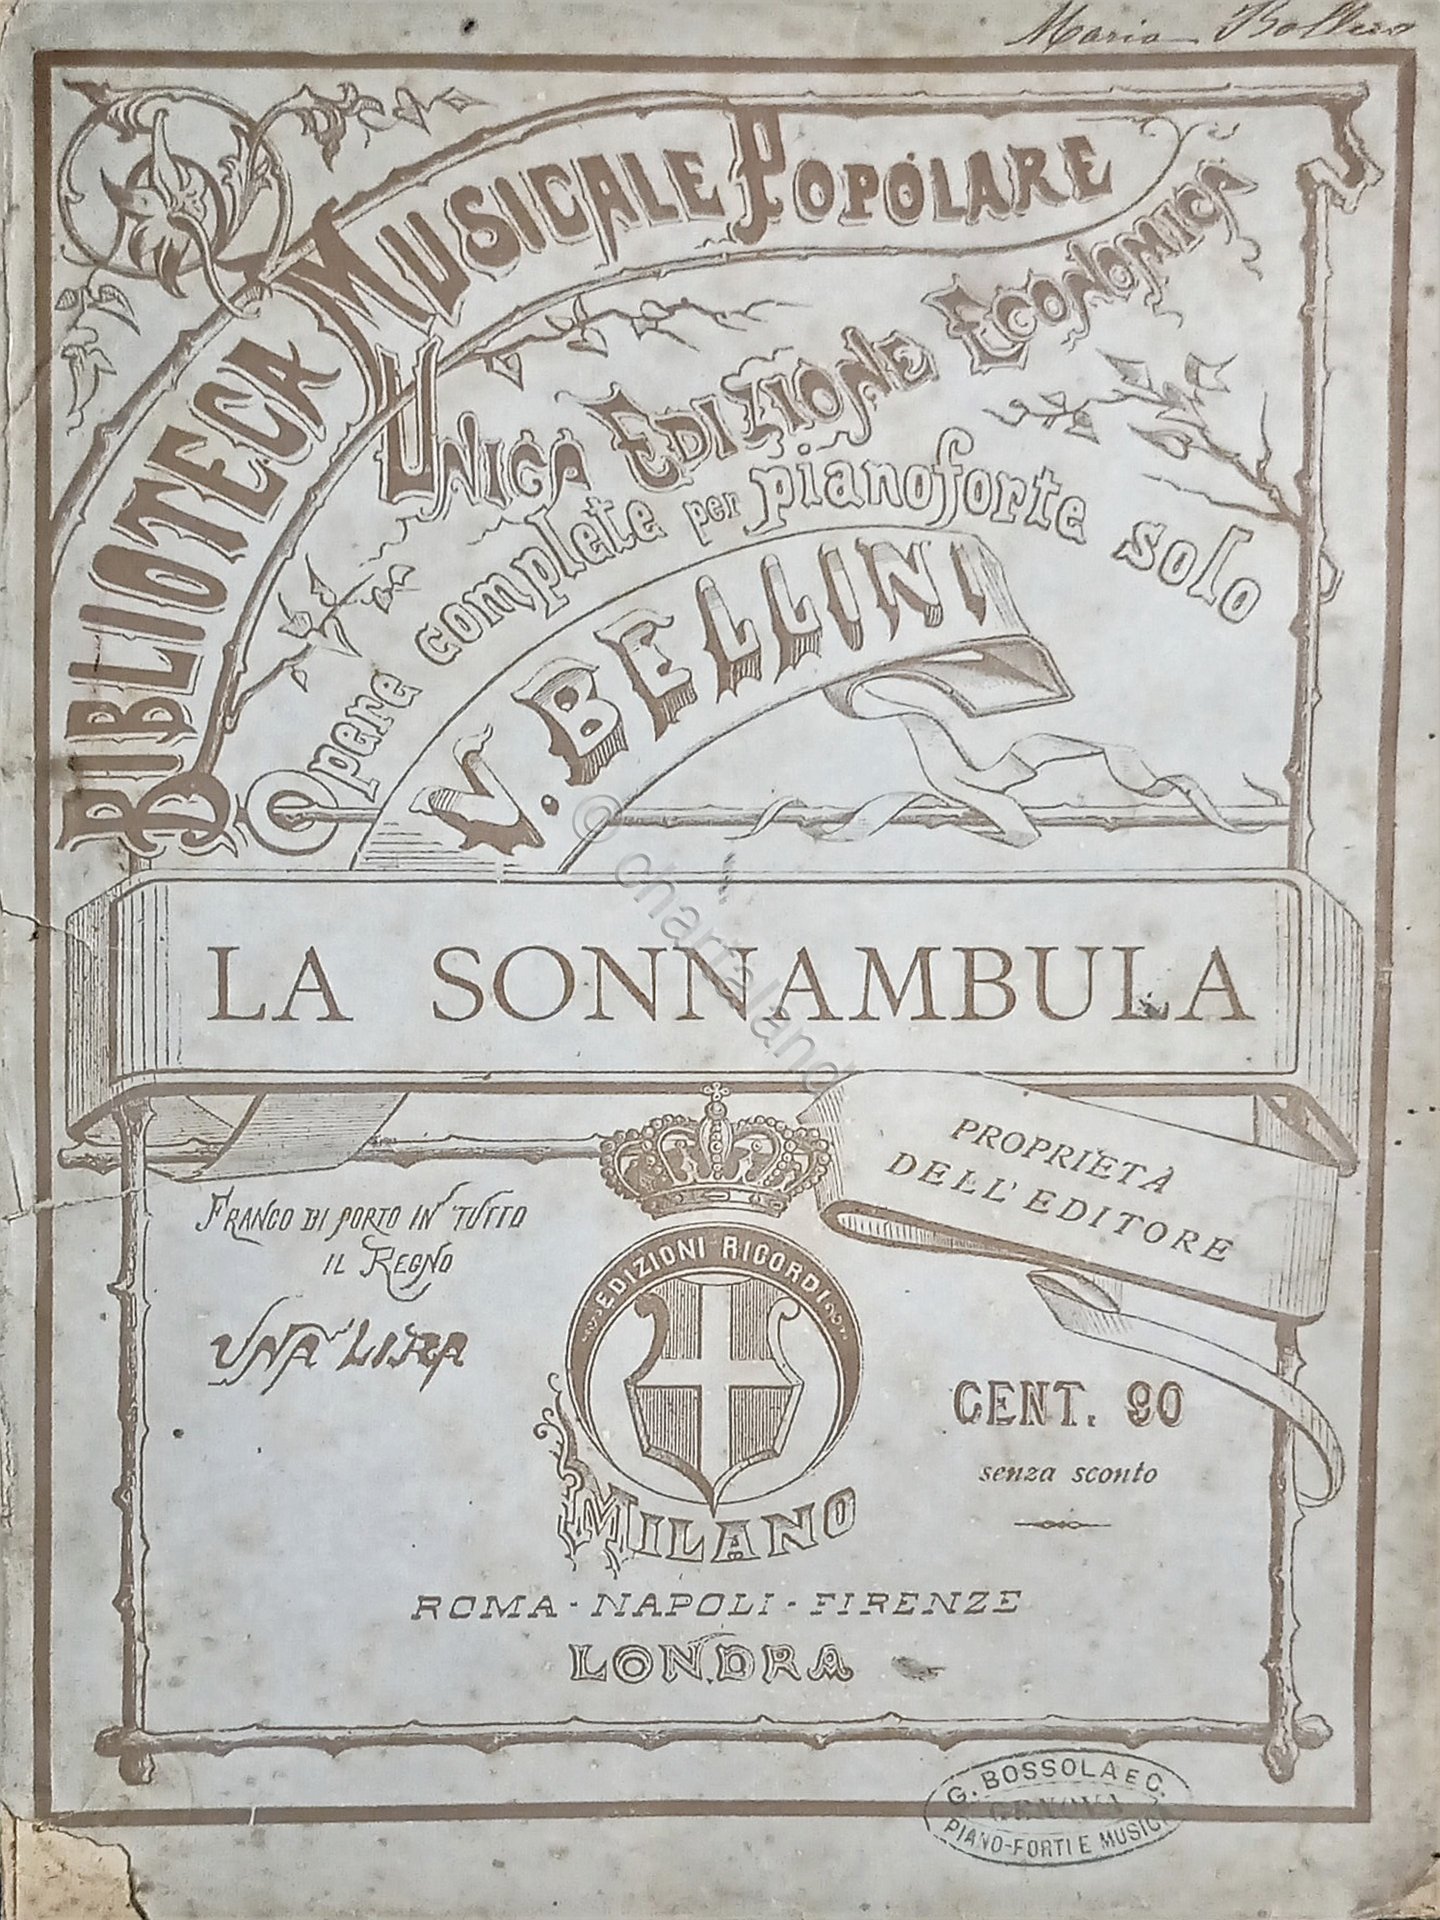 Maria
BIBLIOTECA MUSICALE POPOLARE
UNICA EDIZIONE ECONOMICA
Opere complete per pianoforte solo
V. BELLINI
LA SONNAMBULA
PROPRIETÀ
DELL'EDITORE
FRANCO DI PORTO IN TUTTO
IL REGNO
UNA LIRA
EDIZIONI RICORDI
CENT. 90
senza sconto
MILANO
ROMA - NAPOLI - FIRENZE
LONDRA
G. BOSSOLA E C.
GENOVA
PIANO-FORTI E MUSICA
© chartaland